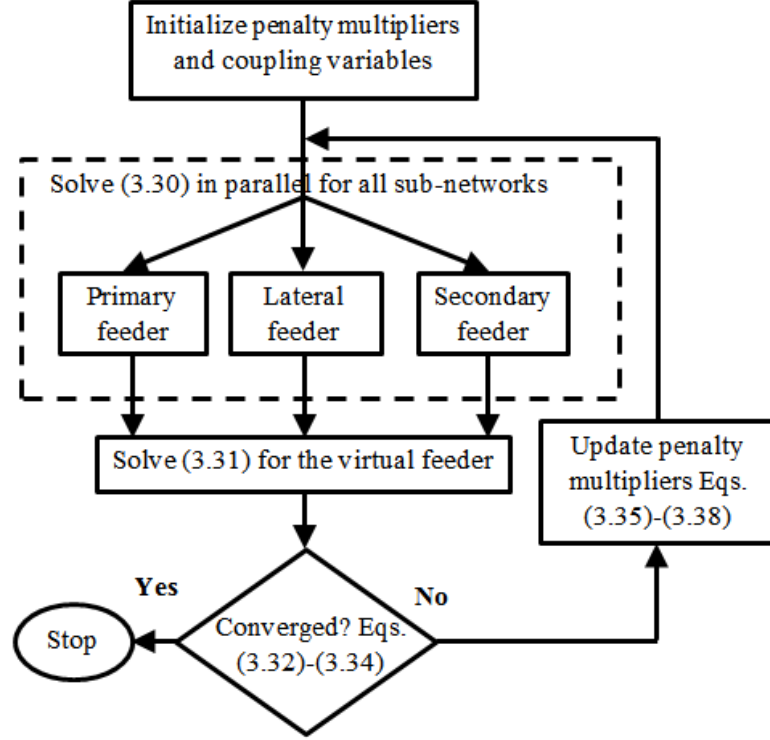 Initialize penalty multipliers
and coupling variables
Solve (3.30) in parallel for all sub-networks
Primary
feeder
Lateral
feeder
Secondary
feeder
Solve (3.31) for the virtual feeder
Update penalty
multipliers Eqs.
(3.35)-(3.38)
Yes
No
Stop
Converged? Eqs.
(3.32)-(3.34)